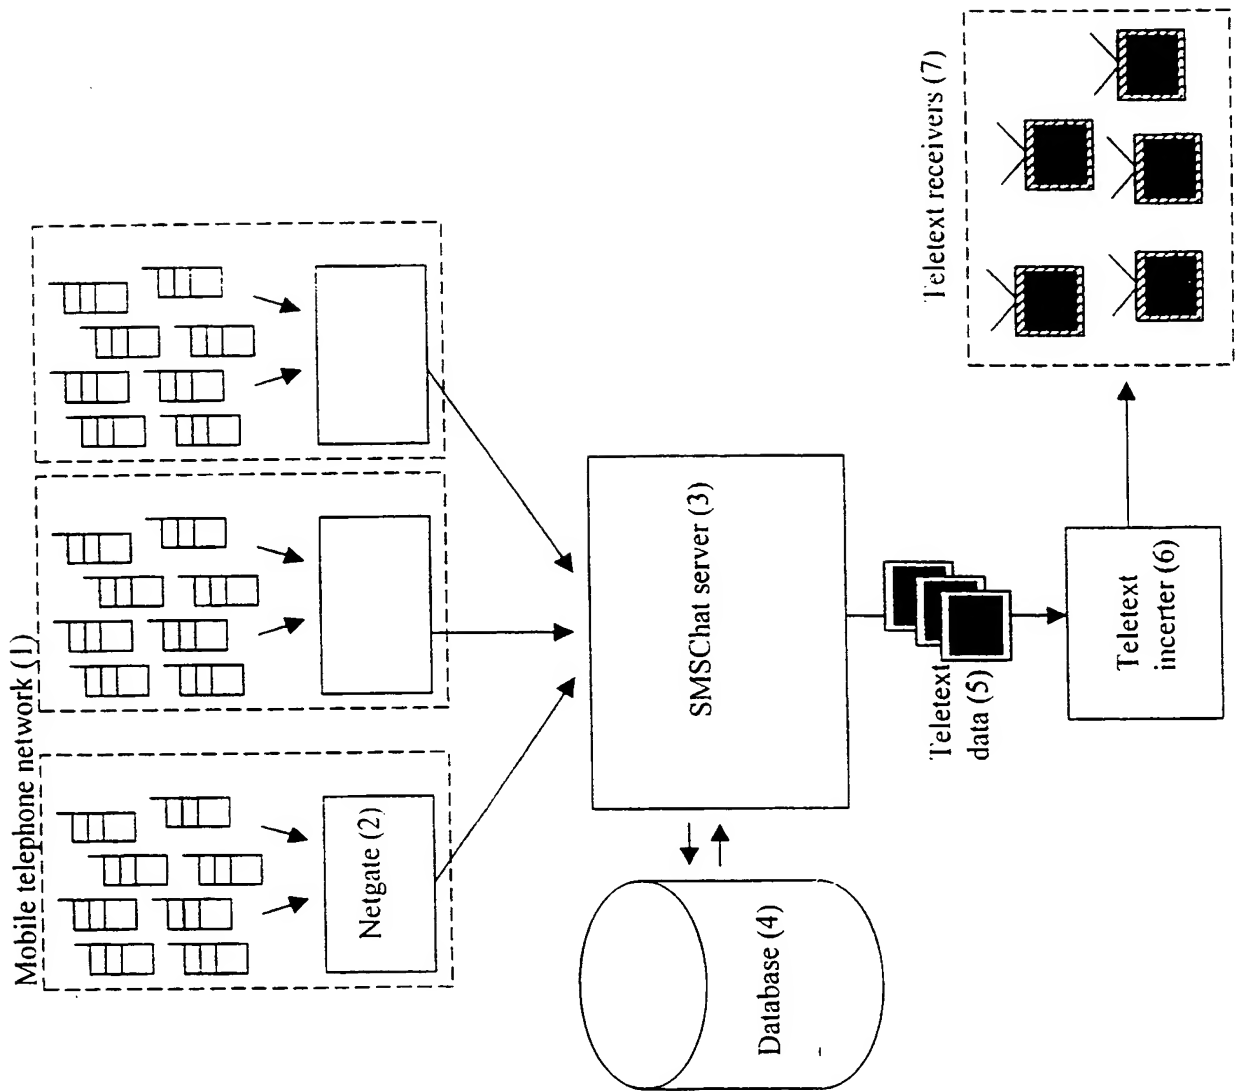 Mobile telephone network (1)
Netgate (2)
SMSChat server (3)
Database (4)
Teletext
data (5)
Teletext
incerter (6)
Teletext receivers (7)